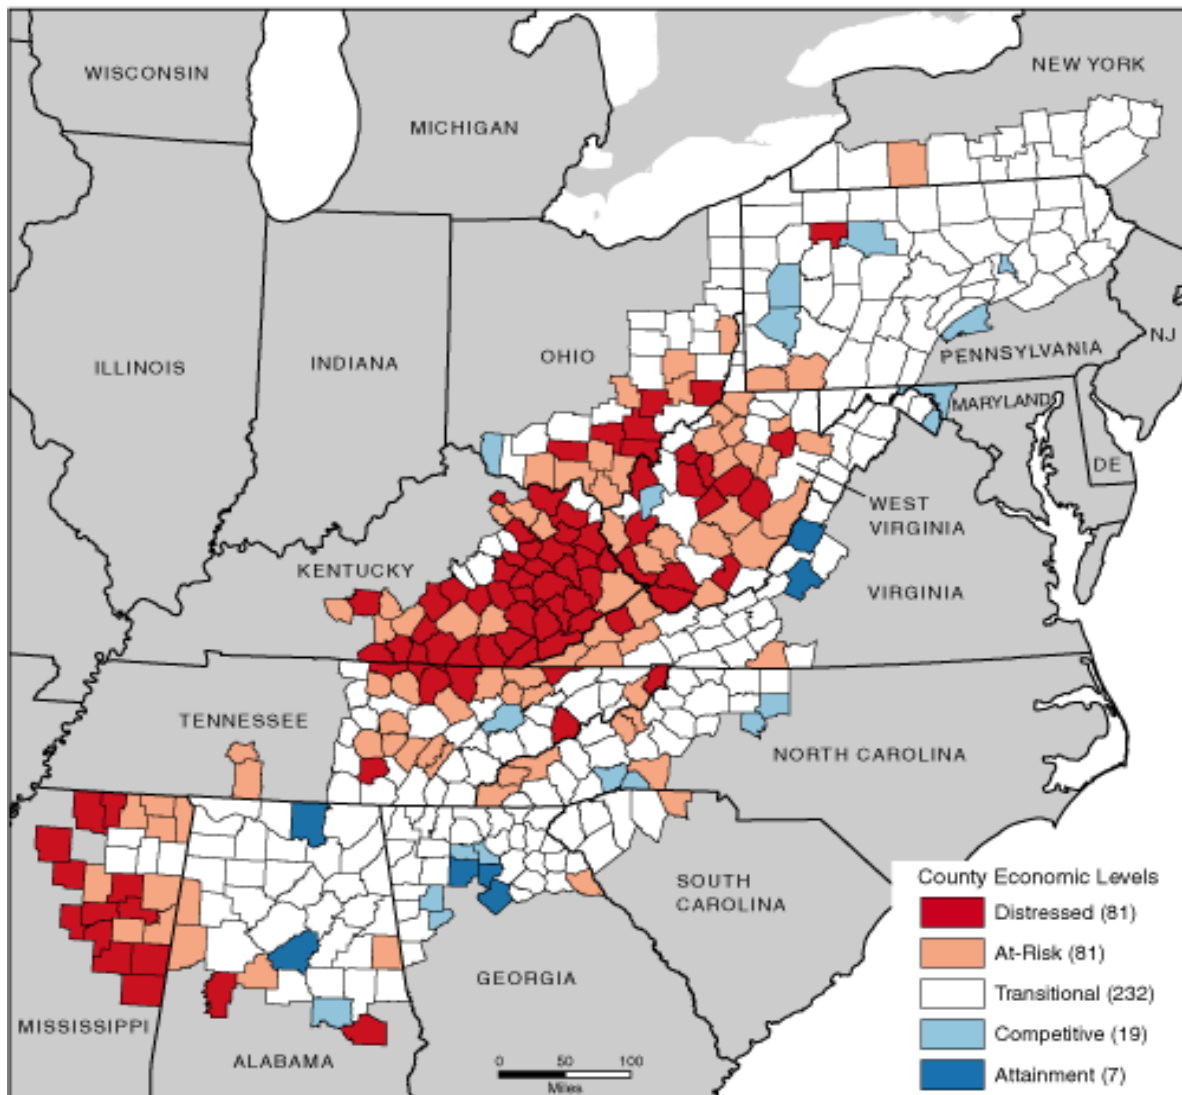 WISCONSIN
NEW YORK
MICHIGAN
ILLINOIS
INDIANA
OHIO
PENNSYLVANIA
NJ
MARYLAND
DE
WEST
VIRGINIA
KENTUCKY
VIRGINIA
TENNESSEE
NORTH CAROLINA
SOUTH
CAROLINA
GEORGIA
MISSISSIPPI
ALABAMA
0 50 100
Miles
County Economic Levels
Distressed (81)
At-Risk (81)
Transitional (232)
Competitive (19)
Attainment (7)